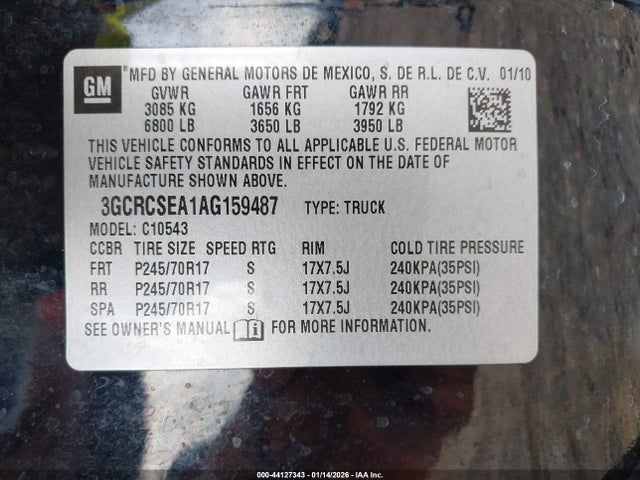 GM
*MFD BY GENERAL MOTORS DE MEXICO, S. DE R.L. DE C.V. 01/10
GVWR GAWR FRT GAWR RR
3085 KG 1656 KG 1792 KG
6800 LB 3650 LB 3950 LB
THIS VEHICLE CONFORMS TO ALL APPLICABLE U.S. FEDERAL MOTOR
VEHICLE SAFETY STANDARDS IN EFFECT ON THE DATE OF
MANUFACTURE SHOWN ABOVE.
3GCRCSEA1AG159487 TYPE: TRUCK
MODEL: C10543
CCBR TIRE SIZE SPEED RTG RIM COLD TIRE PRESSURE
FRT P245/70R17 S 17X7.5J 240KPA(35PSI)
RR P245/70R17 S 17X7.5J 240KPA(35PSI)
SPA P245/70R17 S 17X7.5J 240KPA(35PSI)
SEE OWNER'S MANUAL i FOR MORE INFORMATION.
000-44127343 | 01/14/2026 - IAA Inc.